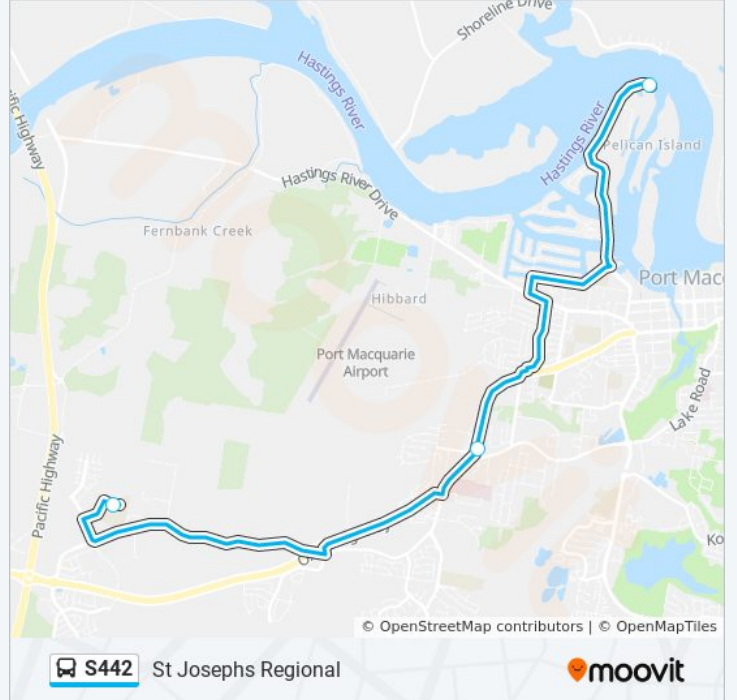 Shoreline Drive
Hastings River
Hastings River
cific Highway
Pelican Island
Hastings River Drive
Fernbank Creek
Port Mac
Hibbard
Port Macquarie
Airport
Lake Road
Pacific Highway
Ko
© OpenStreetMap contributors | © OpenMapTiles
S442 St Josephs Regional
moovit